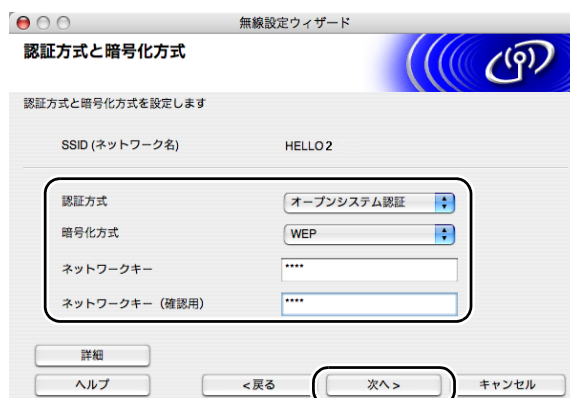 無線設定ウィザード
認証方式と暗号化方式
認証方式と暗号化方式を設定します
SSID (ネットワーク名) HELLO2
認証方式 オープンシステム認証
暗号化方式 WEP
ネットワークキー ****
ネットワークキー（確認用） ****
詳細
ヘルプ <戻る 次へ > キャンセル